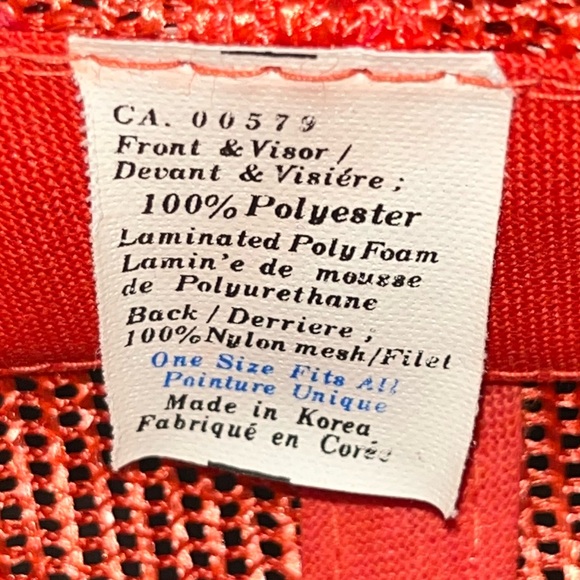 CA. 00579
Front & Visor /
Devant & Visiére ;
100% Polyester
Laminated Poly Foam
Lamin'e de mousse
de Polyurethane
Back / Derriere ;
100% Nylon mesh/Filet
One Size Fits All
Pointure Unique
Made in Korea
Fabriqué en Corée